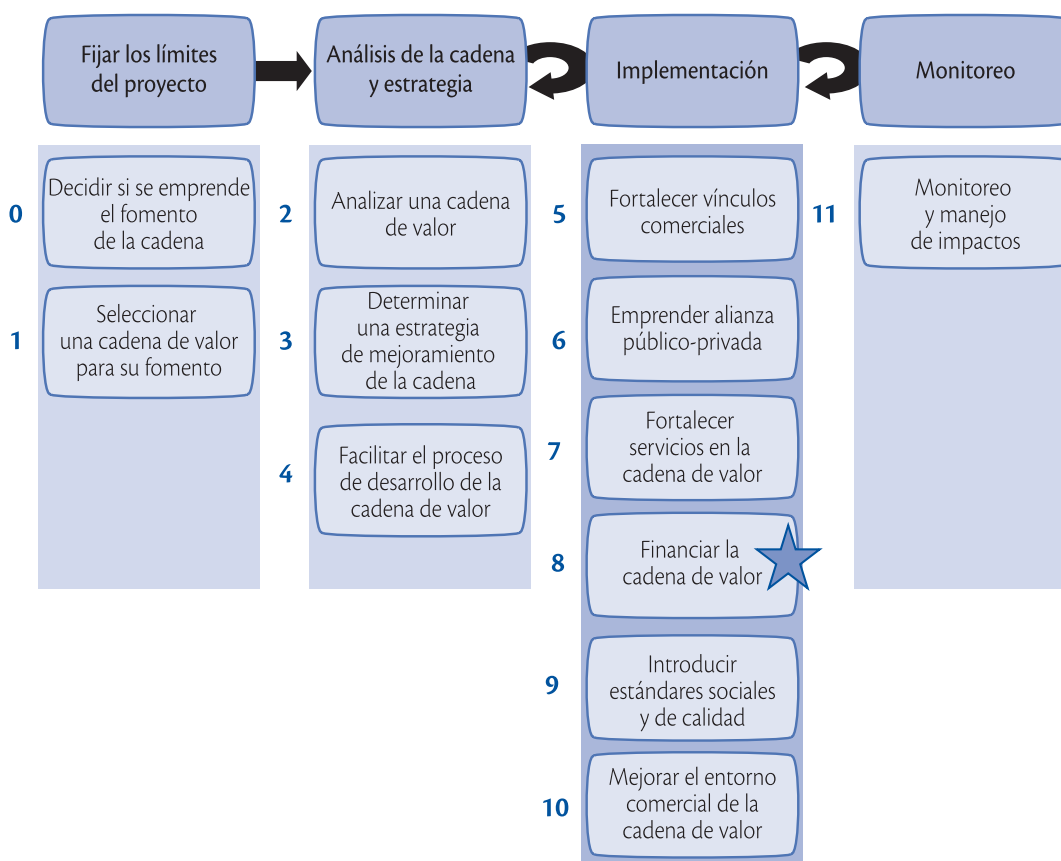 Fijar los límites
del proyecto
Análisis de la cadena
y estrategia
Implementación
Monitoreo
0
Decidir si se emprende
el fomento
de la cadena
1
Seleccionar
una cadena de valor
para su fomento
2
Analizar una cadena
de valor
3
Determinar
una estrategia
de mejoramiento
de la cadena
4
Facilitar el proceso
de desarrollo de la
cadena de valor
5
Fortalecer vínculos
comerciales
6
Emprender alianza
público-privada
7
Fortalecer
servicios en la
cadena de valor
8
Financiar la
cadena de valor
9
Introducir
estándares sociales
y de calidad
10
Mejorar el entorno
comercial de la
cadena de valor
11
Monitoreo
y manejo
de impactos